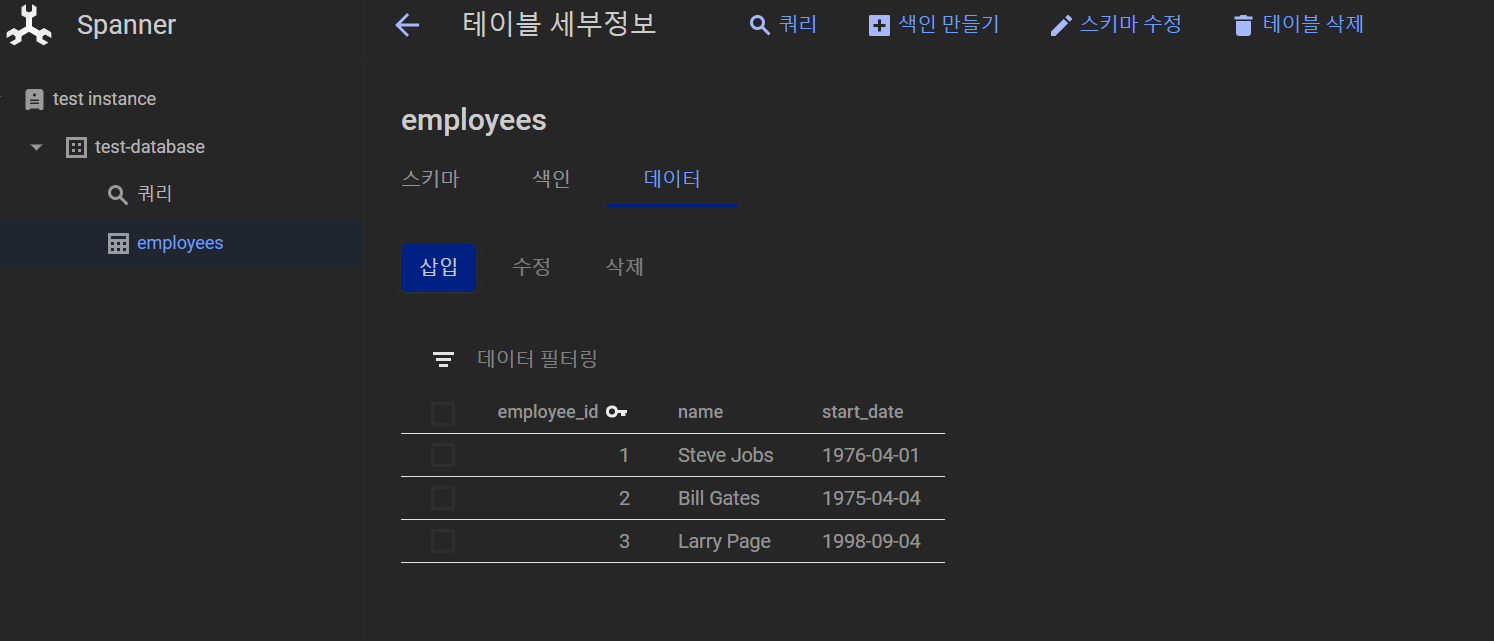 Spanner
테이블 세부정보 쿼리 색인 만들기 스키마 수정 테이블 삭제
test instance
test-database
쿼리
employees
employees
스키마 색인 데이터
삽입 수정 삭제
데이터 필터링
employee_id name start_date
1 Steve Jobs 1976-04-01
2 Bill Gates 1975-04-04
3 Larry Page 1998-09-04